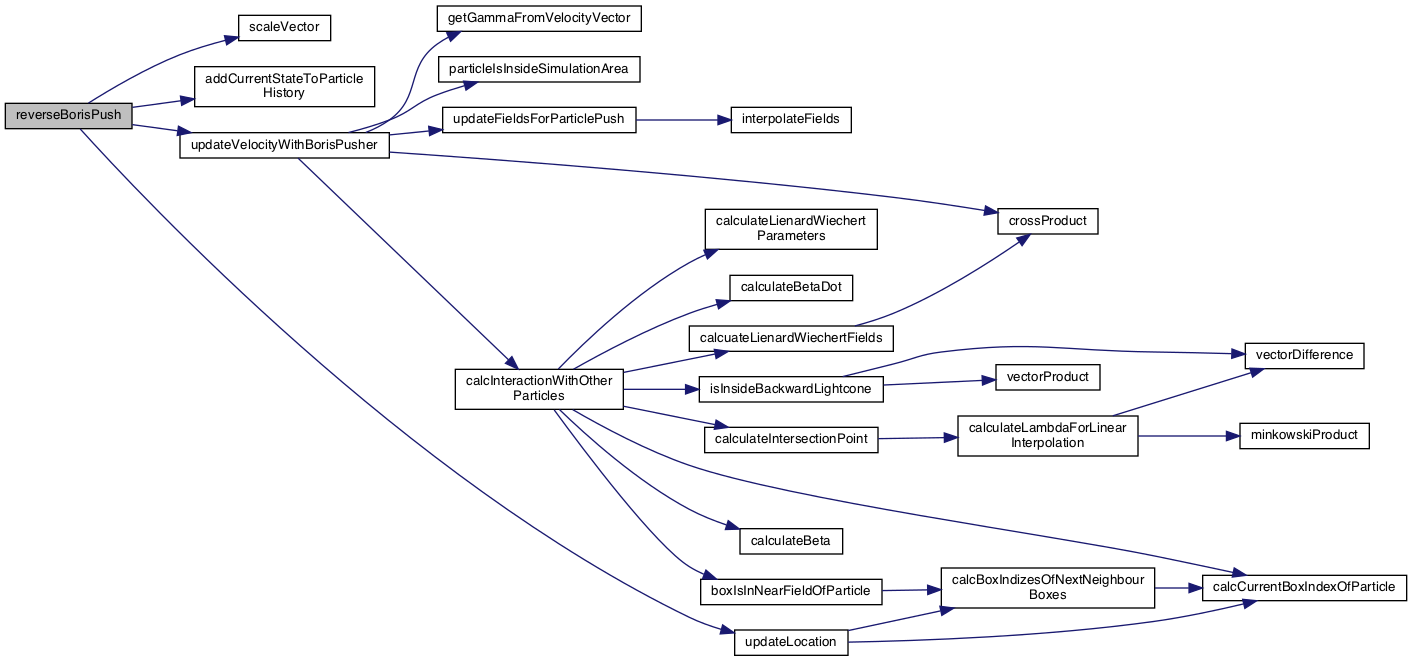 getGammaFromVelocityVector
scaleVector
particleIsInsideSimulationArea
addCurrentStateToParticle
History
reverseBorisPush
updateFieldsForParticlePush
interpolateFields
updateVelocityWithBorisPusher
calculateLienardWiechert
Parameters
crossProduct
calculateBetaDot
calcuateLienardWiechertFields
vectorDifference
calcInteractionWithOther
Particles
isInsideBackwardLightcone
vectorProduct
calculateIntersectionPoint
calculateLambdaForLinear
Interpolation
minkowskiProduct
calculateBeta
boxIsInNearFieldOfParticle
calcBoxIndizesOfNextNeighbour
Boxes
calcCurrentBoxIndexOfParticle
updateLocation